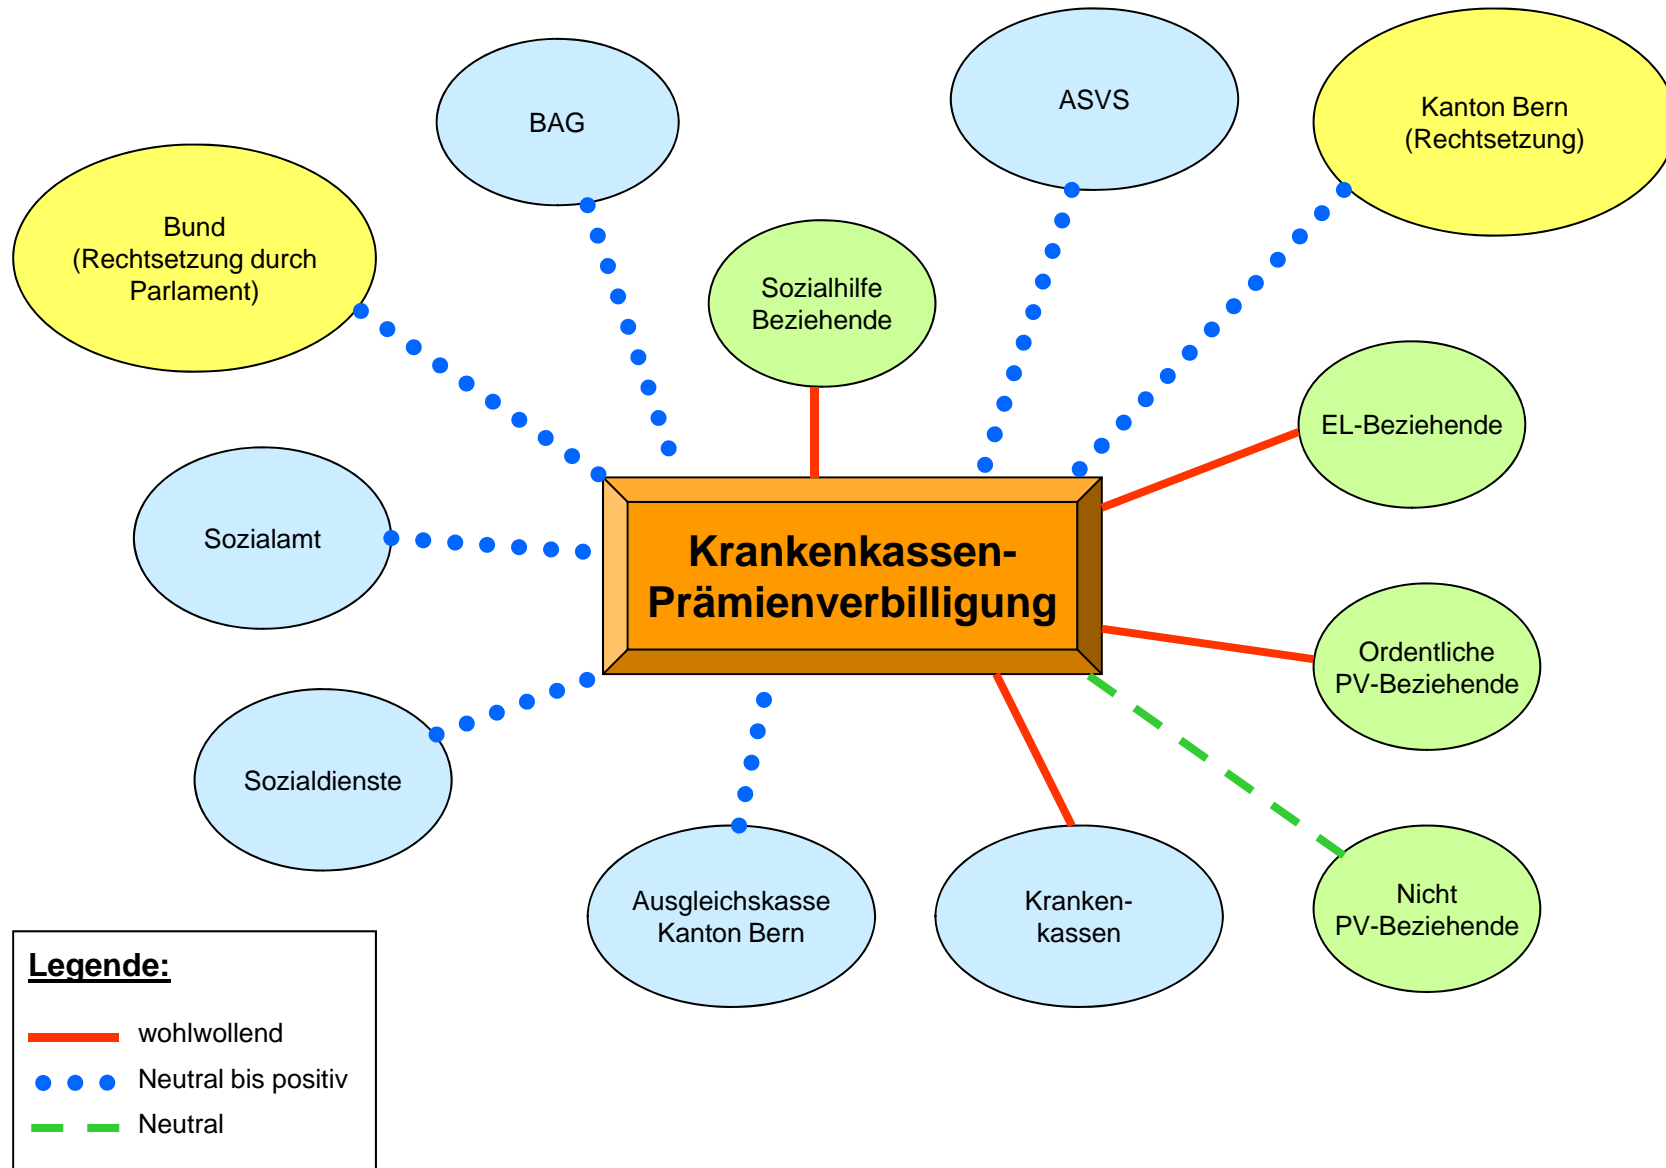 BAG
ASVS
Kanton Bern
(Rechtsetzung)
Bund
(Rechtsetzung durch
Parlament)
Sozialhilfe
Beziehende
EL-Beziehende
Sozialamt
Krankenkassen-
Prämienverbilligung
Ordentliche
PV-Beziehende
Sozialdienste
Ausgleichskasse
Kanton Bern
Kranken-
kassen
Nicht
PV-Beziehende
Legende:
wohlwollend
Neutral bis positiv
Neutral